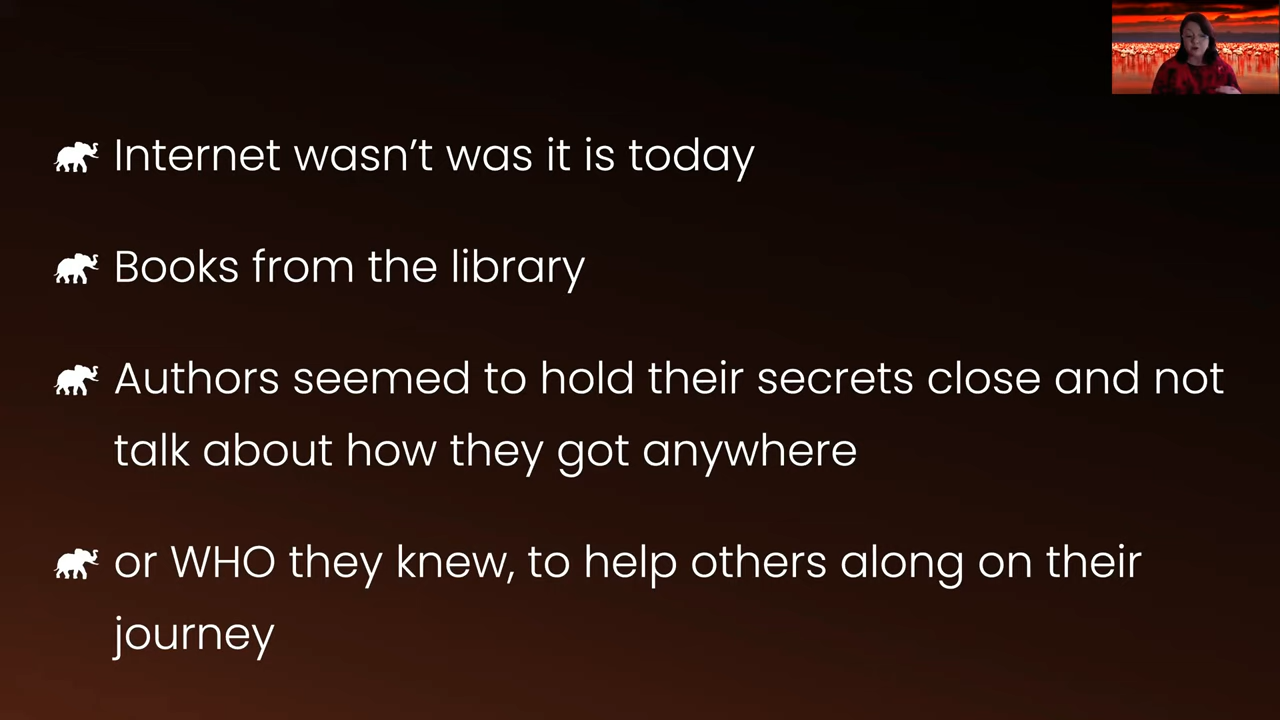 Internet wasn’t was it is today
Books from the library
Authors seemed to hold their secrets close and not
talk about how they got anywhere
or WHO they knew, to help others along on their
journey